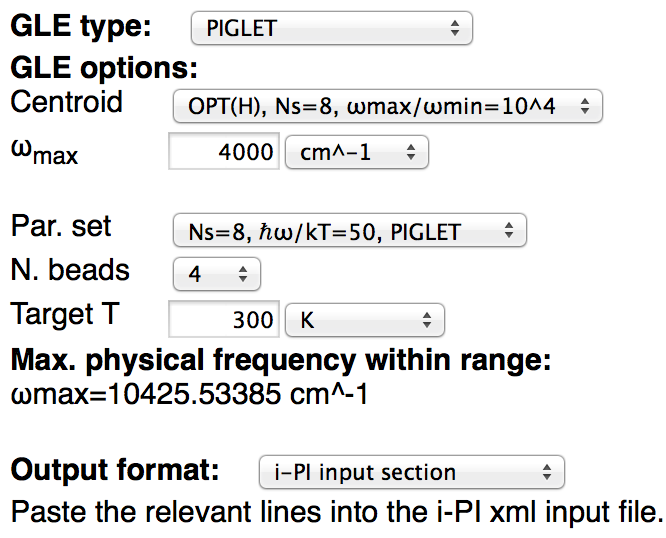 GLE type: PIGLET
GLE options:
Centroid OPT(H), Ns=8, ωmax/ωmin=10^4
ωmax 4000 cm^-1
Par. set Ns=8, ℏω/kT=50, PIGLET
N. beads 4
Target T 300 K
Max. physical frequency within range:
ωmax=10425.53385 cm^-1
Output format: i-PI input section
Paste the relevant lines into the i-PI xml input file.